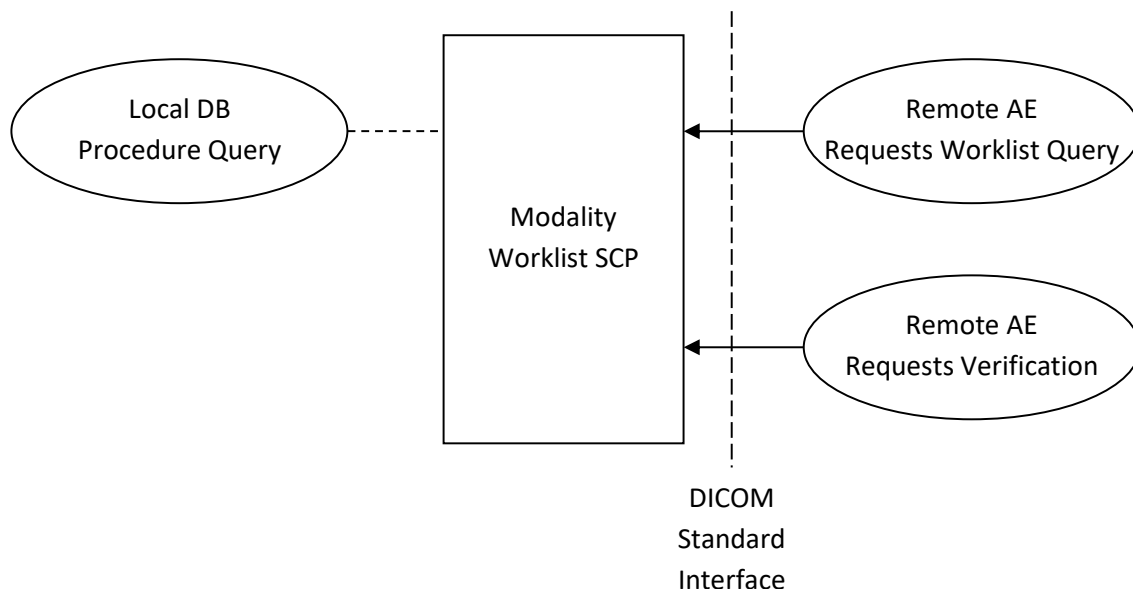 Local DB
Procedure Query
Modality
Worklist SCP
Remote AE
Requests Worklist Query
Remote AE
Requests Verification
DICOM
Standard
Interface